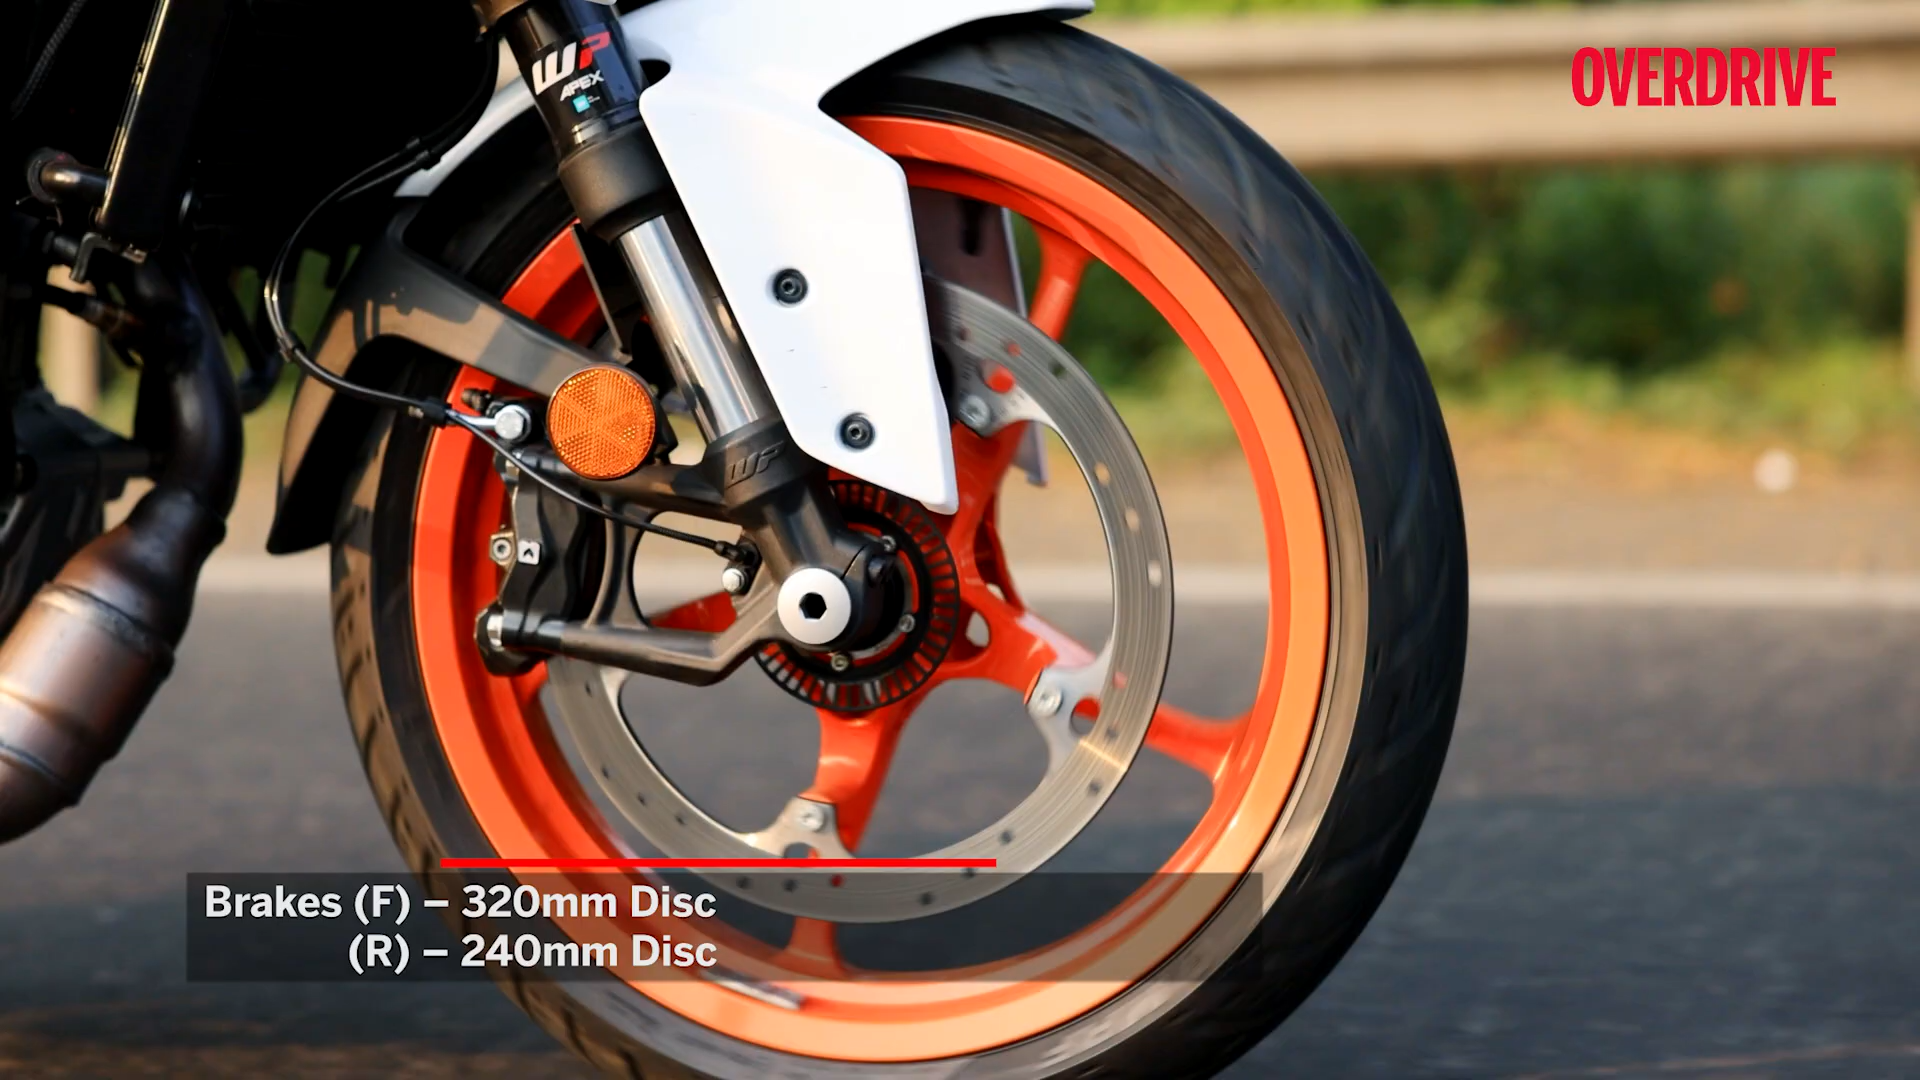 WP
APEX
OVERDRIVE
WP
Brakes (F) – 320mm Disc
(R) – 240mm Disc